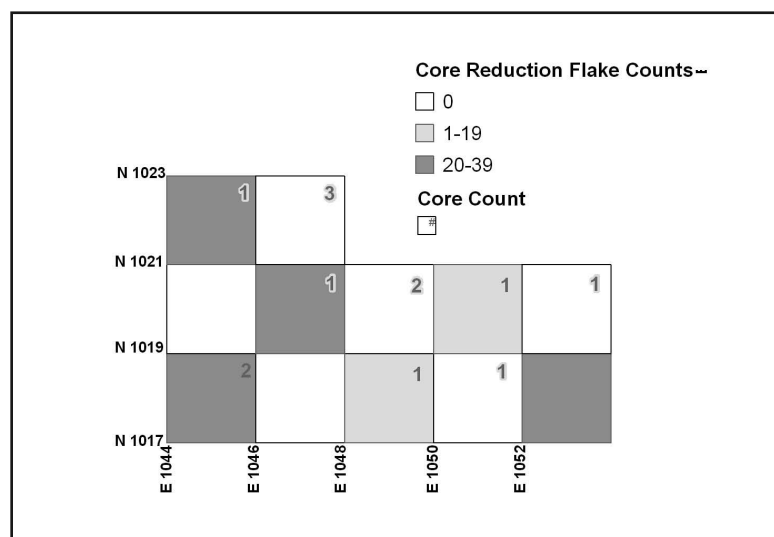 Core Reduction Flake Counts
0
1-19
20-39
Core Count
#
N 1023
1 3
N 1021
1 2 1 1
N 1019
2 1 1
N 1017
E 1044
E 1046
E 1048
E 1050
E 1052